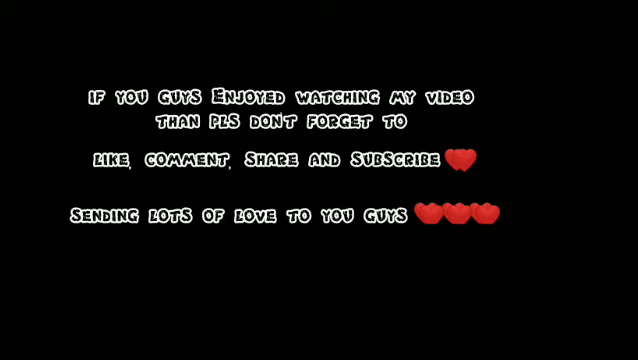 if you guys Enjoyed watching my video
than pls don't forget to
like, comment, Share and SubScribe ❤❤
Sending lots of love to you guys ❤❤❤